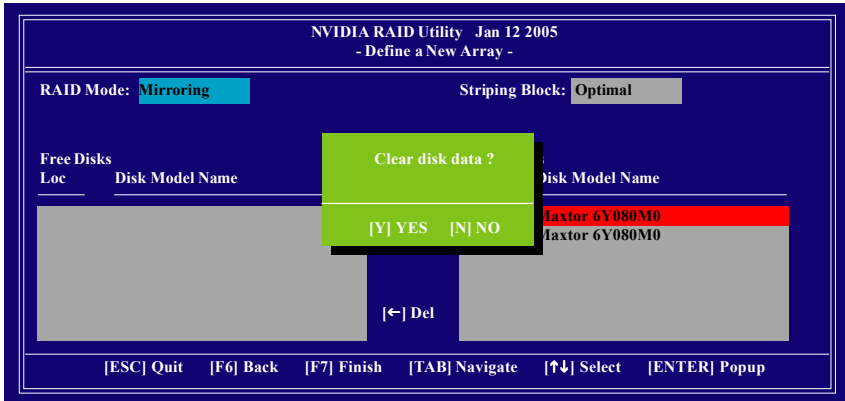 NVIDIA RAID Utility Jan 12 2005
- Define a New Array -
RAID Mode: Mirroring Striping Block: Optimal
Free Disks
Loc Disk Model Name Disk Model Name
Clear disk data ?
[Y] YES [N] NO
Maxtor 6Y080M0
Maxtor 6Y080M0
[←] Del
[ESC] Quit [F6] Back [F7] Finish [TAB] Navigate [↑↓] Select [ENTER] Popup